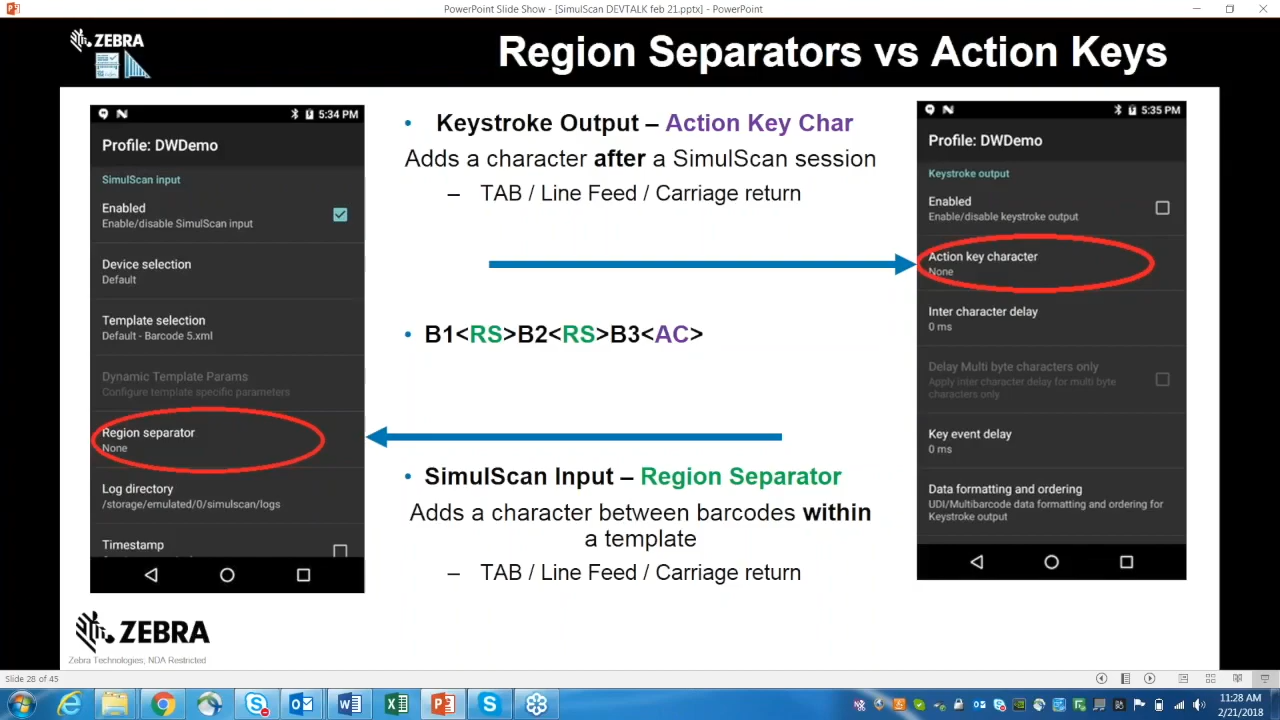 PowerPoint Slide Show - [SimulScan DEVTALK feb 21.pptx] - PowerPoint
ZEBRA
Region Separators vs Action Keys
5:34 PM
Profile: DWDemo
SimulScan input
Enabled
Enable/disable SimulScan input
Device selection
Default
Template selection
Default - Barcode 5.xml
Dynamic Template Params
Configure template specific parameters
Region separator
None
Log directory
/storage/emulated/0/simulscan/logs
Timestamp
• Keystroke Output – Action Key Char
Adds a character after a SimulScan session
– TAB / Line Feed / Carriage return
• B1<RS>B2<RS>B3<AC>
• SimulScan Input – Region Separator
Adds a character between barcodes within
a template
– TAB / Line Feed / Carriage return
5:35 PM
Profile: DWDemo
Keystroke output
Enabled
Enable/disable keystroke output
Action key character
None
Inter character delay
0 ms
Delay Multi byte characters only
Apply inter character delay for multi byte
characters only
Key event delay
0 ms
Data formatting and ordering
UDI/Multibarcode data formatting and ordering for
Keystroke output
ZEBRA
Zebra Technologies, NDA Restricted
Slide 28 of 45
11:28 AM
2/21/2018